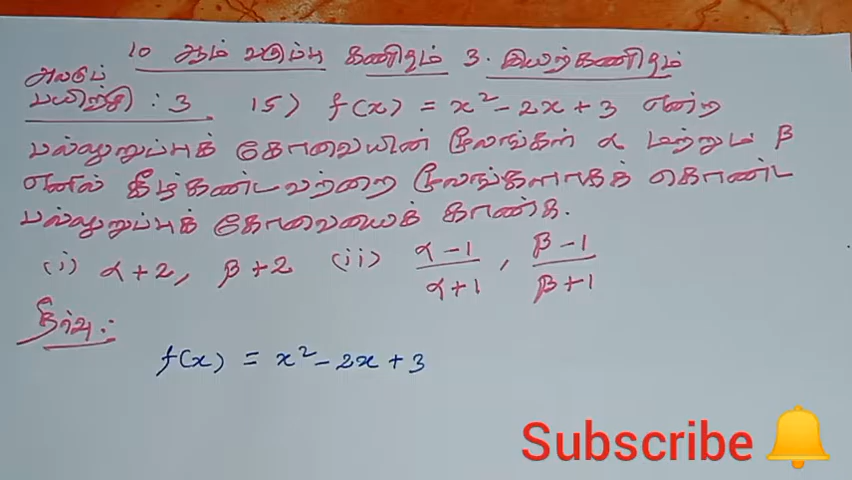 10 ஆம் வகுப்பு கணிதம் 3. இயற்கணிதம்
அலகுப்
பயிற்சி : 3 15) f(x) = x² - 2x + 3 என்ற
பல்லுறுப்புக் கோவையின் மூலங்கள் α மற்றும் β
எனில் கீழ்கண்டவற்றை மூலங்களாகக் கொண்ட
பல்லுறுப்புக் கோவையைக் காண்க.
(i) α+2, β+2 (ii) (α-1)/(α+1), (β-1)/(β+1)
தீர்வு :-
f(x) = x² - 2x + 3
Subscribe